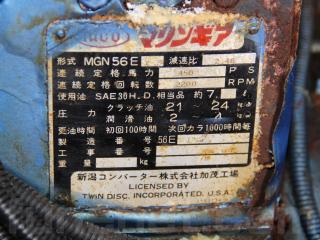 マリンギア
形式 MGN56E 減速比
連続定格馬力 450 PS
連続定格回転数 RPM
使用油 SAE30H.D.相当品 約 7. ℓ
圧力 クラッチ油 21～24 kg
潤滑油 2～4
更油時間 初回100時間 次回カラ1000時間毎
製造番号 56E
重量 kg 工番
新潟コンバーター株式会社加茂工場
LICENSED BY
TWIN DISC, INCORPORATED, U.S.A.